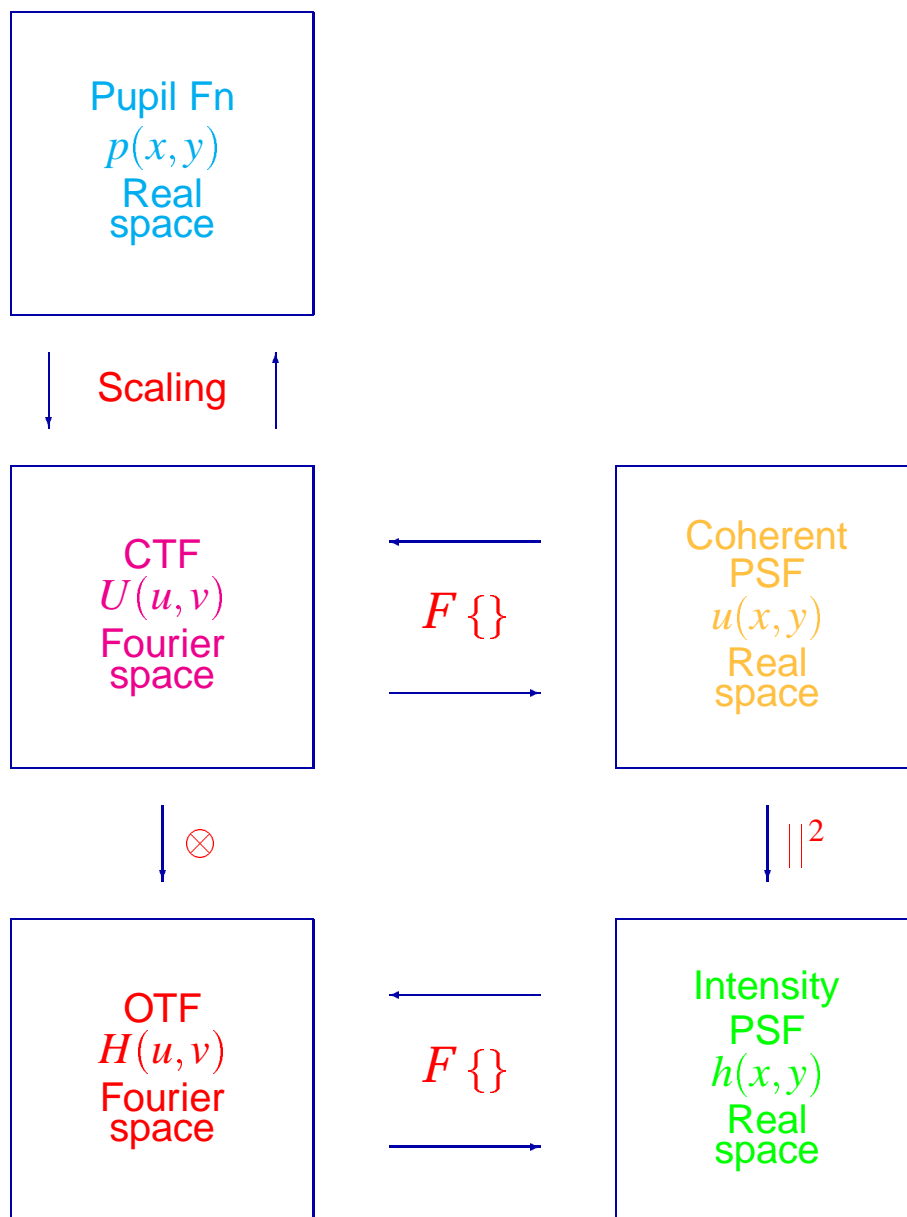 Pupil Fn
p(x,y)
Real
space
Scaling
CTF
U(u,v)
Fourier
space
F {}
Coherent
PSF
u(x,y)
Real
space
⊗
||²
OTF
H(u,v)
Fourier
space
F {}
Intensity
PSF
h(x,y)
Real
space